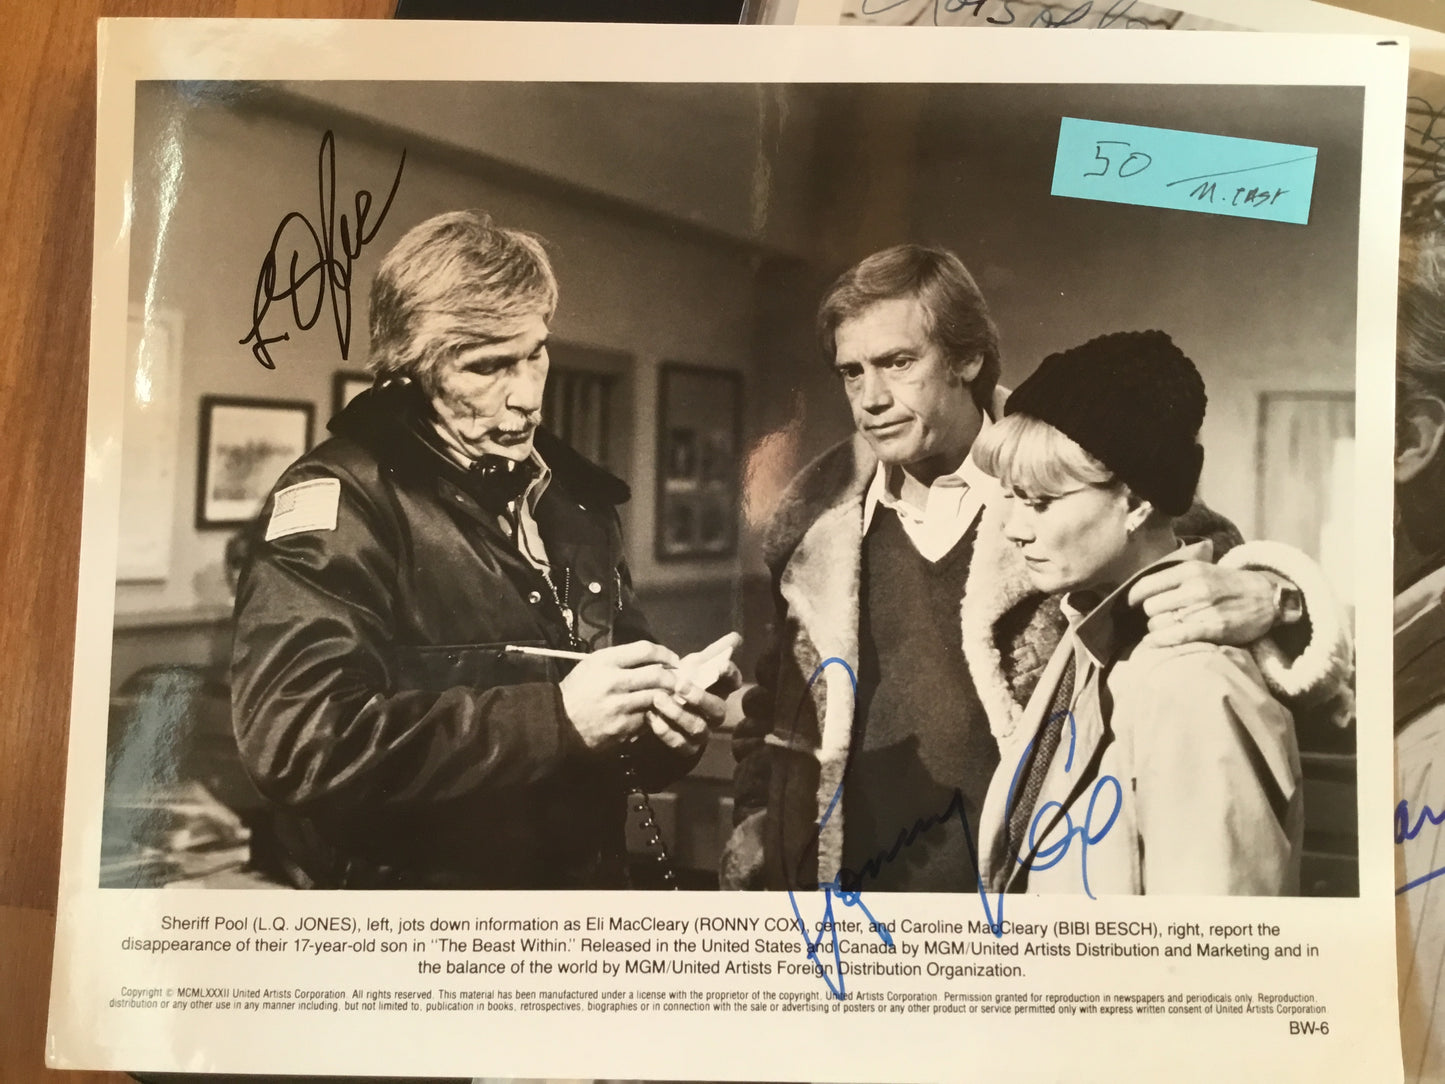 50
M. CAST
L.Q. Jones
Ronny Cox
Sheriff Pool (L.Q. JONES), left, jots down information as Eli MacCleary (RONNY COX), center, and Caroline MacCleary (BIBI BESCH), right, report the
disappearance of their 17-year-old son in "The Beast Within." Released in the United States and Canada by MGM/United Artists Distribution and Marketing and in
the balance of the world by MGM/United Artists Foreign Distribution Organization.
Copyright © MCMLXXXII United Artists Corporation. All rights reserved. This material has been manufactured under a license with the proprietor of the copyright, United Artists Corporation. Permission granted for reproduction in newspapers and periodicals only. Reproduction,
distribution or any other use in any manner including, but not limited to, publication in books, retrospectives, biographies or in connection with the sale or advertising of posters or any other product or service permitted only with express written consent of United Artists Corporation.
BW-6